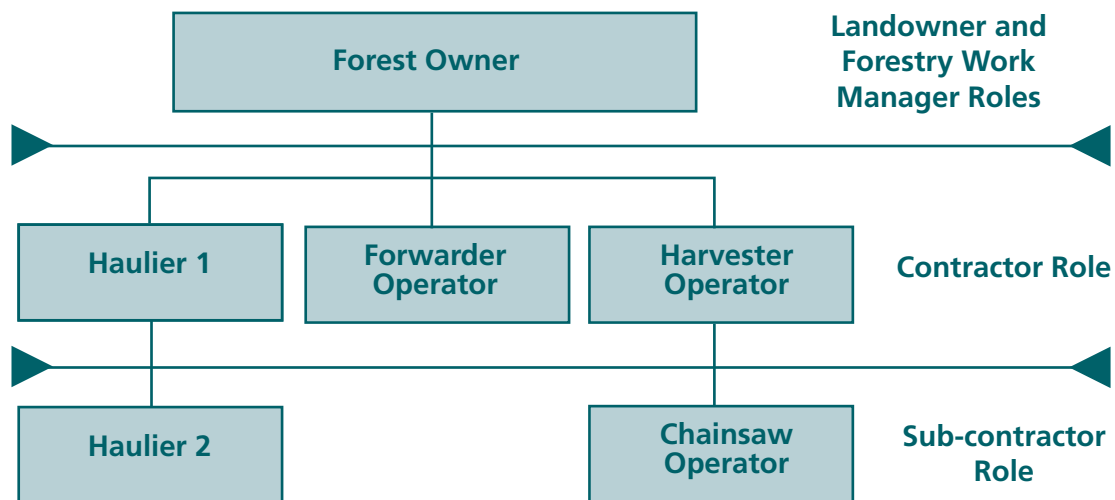 Forest Owner
Landowner and
Forestry Work
Manager Roles
Haulier 1
Forwarder
Operator
Harvester
Operator
Contractor Role
Haulier 2
Chainsaw
Operator
Sub-contractor
Role